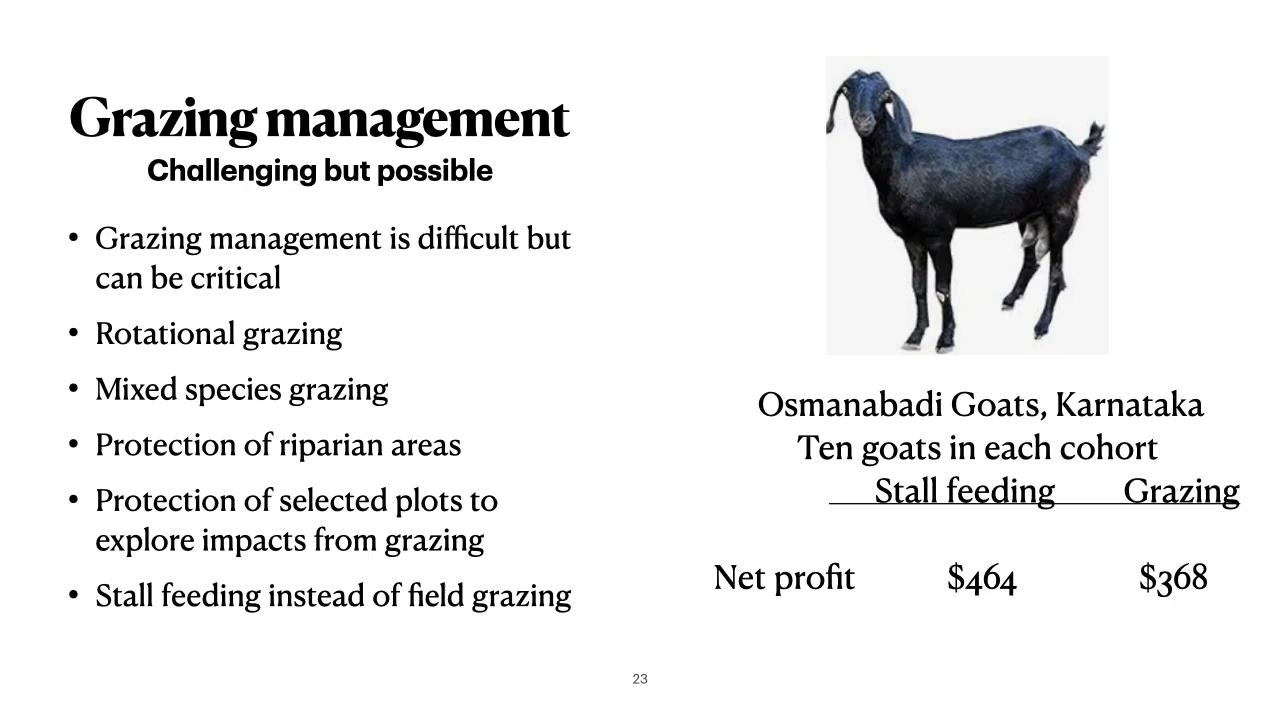 Grazing management
Challenging but possible
• Grazing management is difficult but
can be critical
• Rotational grazing
• Mixed species grazing
• Protection of riparian areas
• Protection of selected plots to
explore impacts from grazing
• Stall feeding instead of field grazing
Osmanabadi Goats, Karnataka
Ten goats in each cohort
Stall feeding Grazing
Net profit $464 $368
23